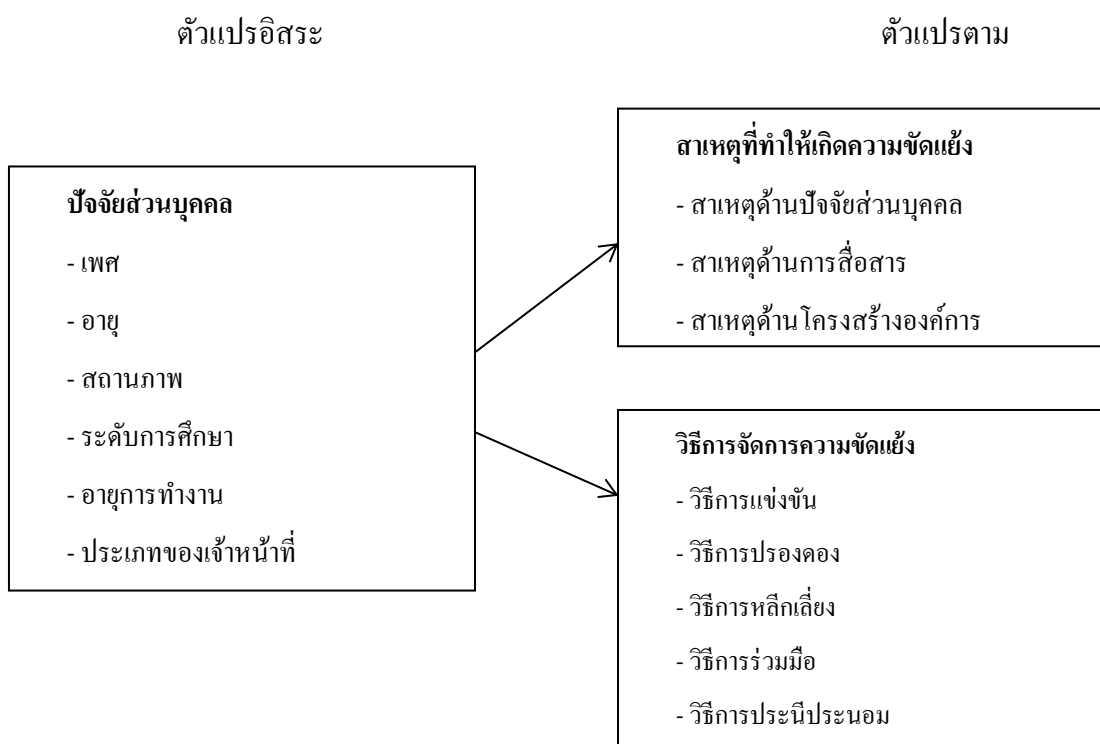 ตัวแปรอิสระ
ตัวแปรตาม
ปัจจัยส่วนบุคคล
- เพศ
- อายุ
- สถานภาพ
- ระดับการศึกษา
- อายุการทำงาน
- ประเภทของเจ้าหน้าที่
สาเหตุที่ทำให้เกิดความขัดแย้ง
- สาเหตุด้านปัจจัยส่วนบุคคล
- สาเหตุด้านการสื่อสาร
- สาเหตุด้านโครงสร้างองค์การ
วิธีการจัดการความขัดแย้ง
- วิธีการแข่งขัน
- วิธีการปรองดอง
- วิธีการหลีกเลี่ยง
- วิธีการร่วมมือ
- วิธีการประนีประนอม